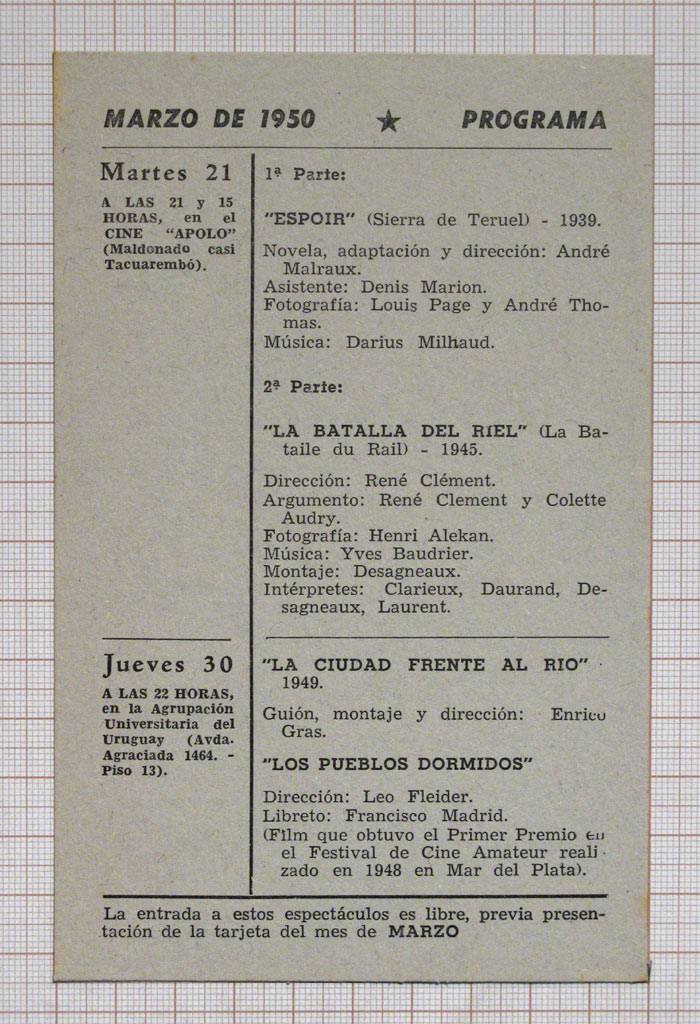 MARZO DE 1950 ★ PROGRAMA
Martes 21
A LAS 21 y 15
HORAS, en el
CINE "APOLO"
(Maldonado casi
Tacuarembó).
1ª Parte:
"ESPOIR" (Sierra de Teruel) - 1939.
Novela, adaptación y dirección: André
Malraux.
Asistente: Denis Marion.
Fotografía: Louis Page y André Tho-
mas.
Música: Darius Milhaud.
2ª Parte:
"LA BATALLA DEL RIEL" (La Ba-
taile du Rail) - 1945.
Dirección: René Clément.
Argumento: René Clement y Colette
Audry.
Fotografía: Henri Alekan.
Música: Yves Baudrier.
Montaje: Desagneaux.
Intérpretes: Clarieux, Daurand, De-
sagneaux, Laurent.
Jueves 30
A LAS 22 HORAS,
en la Agrupación
Universitaria del
Uruguay (Avda.
Agraciada 1464. -
Piso 13).
"LA CIUDAD FRENTE AL RIO"
1949.
Guión, montaje y dirección: Enrico
Gras.
"LOS PUEBLOS DORMIDOS"
Dirección: Leo Fleider.
Libreto: Francisco Madrid.
(Film que obtuvo el Primer Premio en
el Festival de Cine Amateur reali-
zado en 1948 en Mar del Plata).
La entrada a estos espectáculos es libre, previa presen-
tación de la tarjeta del mes de MARZO